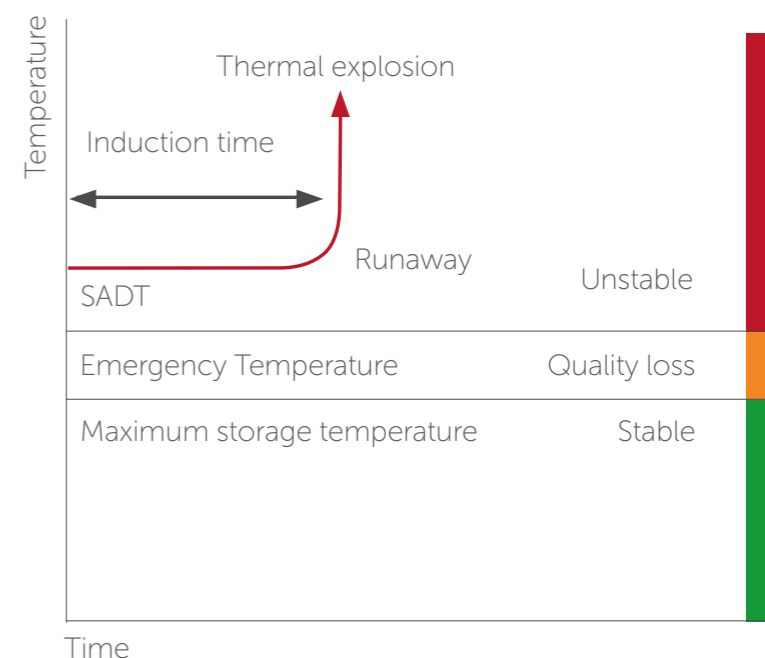 Temperature
Thermal explosion
Induction time
Runaway
Unstable
SADT
Emergency Temperature
Quality loss
Maximum storage temperature
Stable
Time